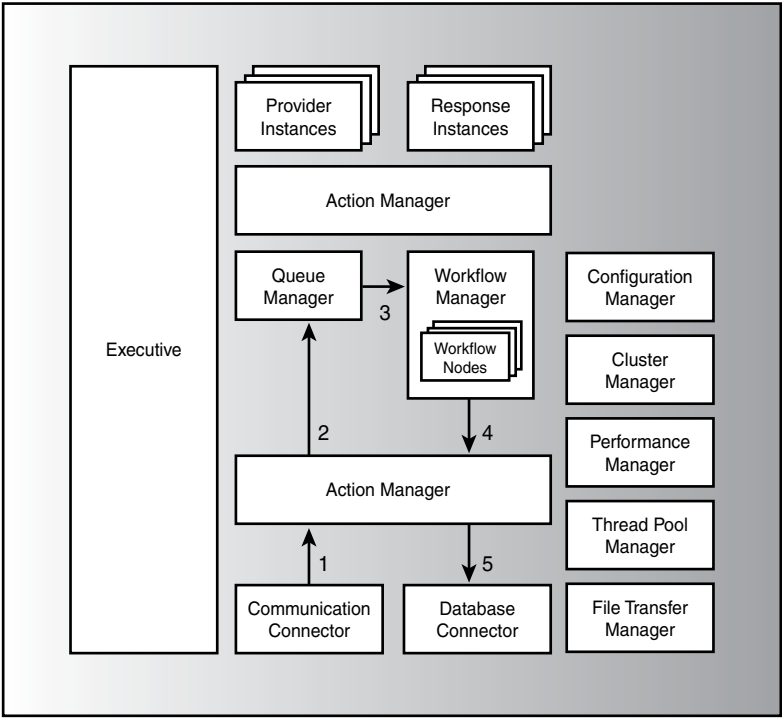 Provider
Instances
Response
Instances
Action Manager
Queue
Manager
3
Workflow
Manager
Workflow
Nodes
Configuration
Manager
Executive
Cluster
Manager
2
4
Performance
Manager
Action Manager
Thread Pool
Manager
1
5
Communication
Connector
Database
Connector
File Transfer
Manager